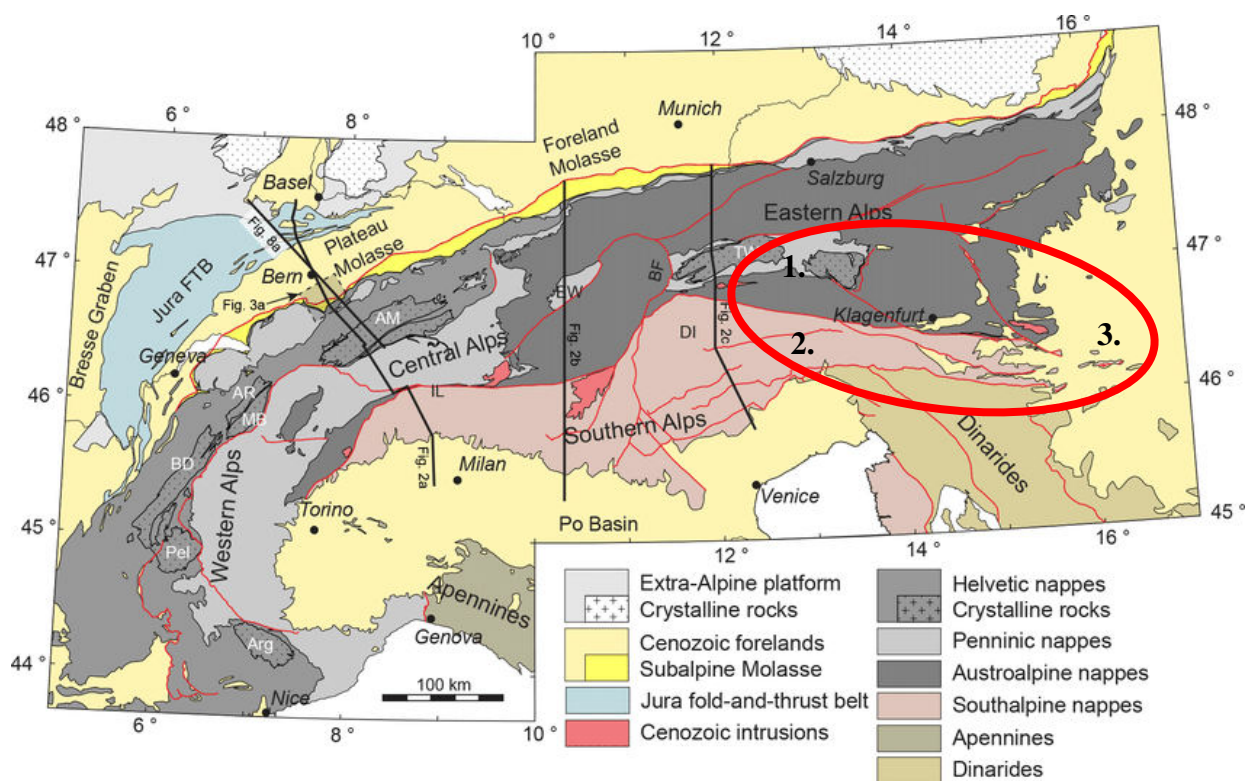 10 °
12 °
14 °
16 °
6 °
8 °
48 °
48 °
47 °
47 °
46 °
46 °
45 °
45 °
44 °
6 °
8 °
10 °
12 °
14 °
16 °
Munich
Foreland
Molasse
Basel
Salzburg
Eastern Alps
Fig. 8a
Plateau
Molasse
Bern
Jura FTB
Bresse Graben
Fig. 3a
TW
1.
BF
EW
Klagenfurt
AM
Central Alps
Fig. 2b
Fig. 2c
DI
2.
3.
Geneva
AR
MB
IL
Southern Alps
Dinarides
BD
Fig. 2a
Milan
Venice
Western Alps
Torino
Po Basin
Pel
Apennines
Genova
Arg
Nice
100 km
Extra-Alpine platform
Crystalline rocks
Cenozoic forelands
Subalpine Molasse
Jura fold-and-thrust belt
Cenozoic intrusions
Helvetic nappes
Crystalline rocks
Penninic nappes
Austroalpine nappes
Southalpine nappes
Apennines
Dinarides